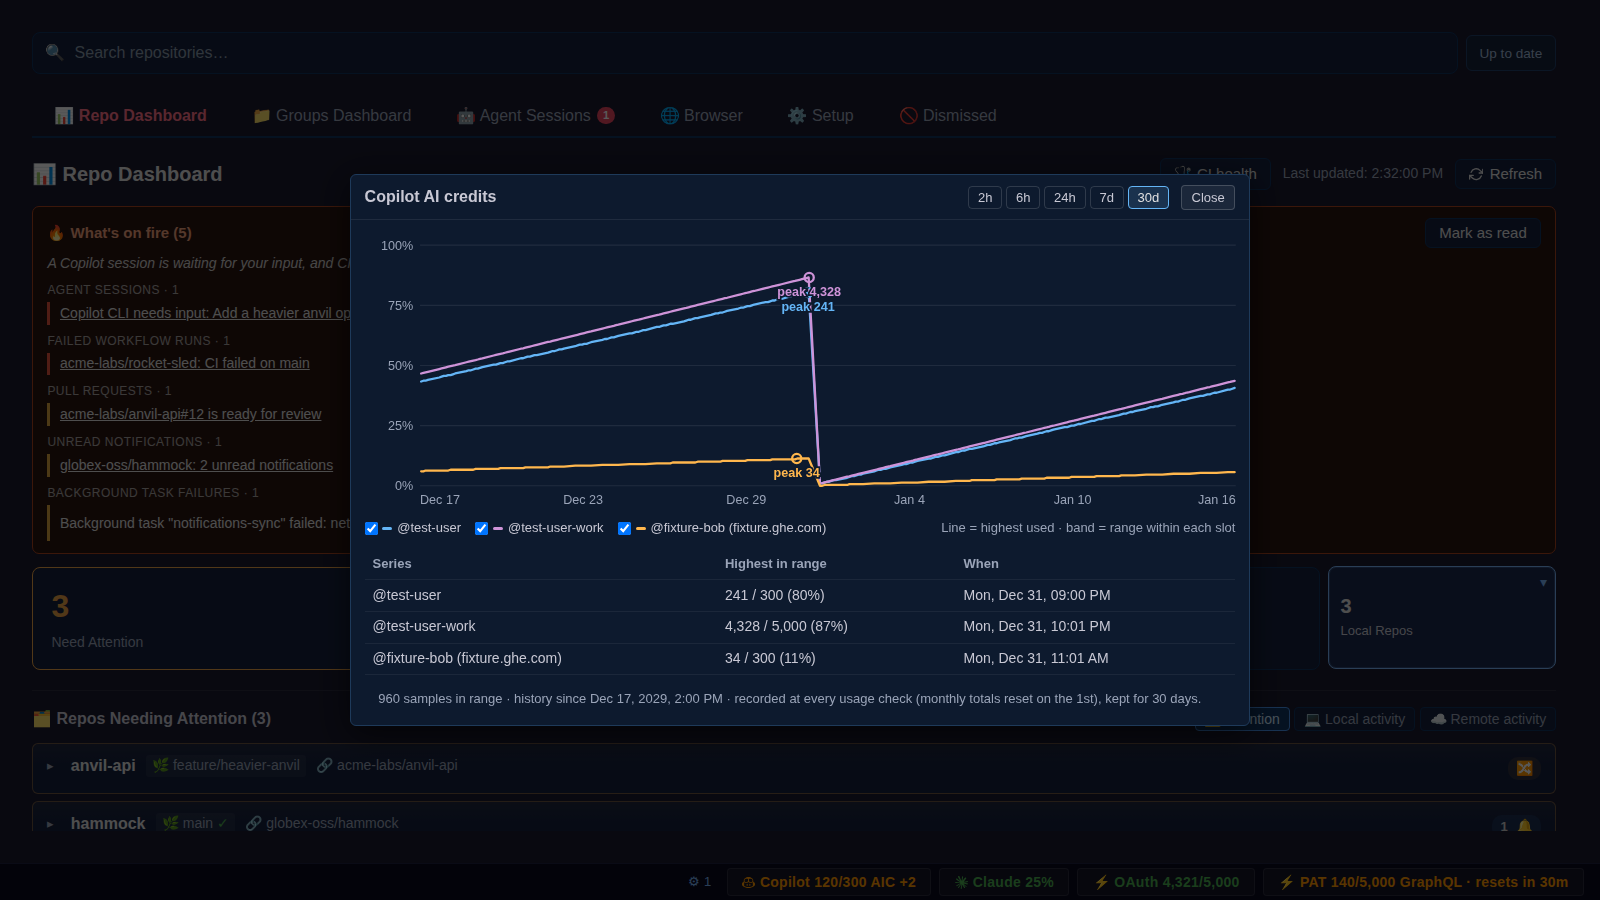 Search repositories…
Up to date
Repo Dashboard
Groups Dashboard
Agent Sessions 1
Browser
Setup
Dismissed
Repo Dashboard
CI health
Last updated: 2:32:00 PM
Refresh
What's on fire (5)
Mark as read
A Copilot session is waiting for your input, and CI
AGENT SESSIONS · 1
Copilot CLI needs input: Add a heavier anvil op
FAILED WORKFLOW RUNS · 1
acme-labs/rocket-sled: CI failed on main
PULL REQUESTS · 1
acme-labs/anvil-api#12 is ready for review
UNREAD NOTIFICATIONS · 1
globex-oss/hammock: 2 unread notifications
BACKGROUND TASK FAILURES · 1
Background task "notifications-sync" failed: net
Copilot AI credits
2h 6h 24h 7d 30d Close
100%
75%
50%
25%
0%
peak 4,328
peak 241
peak 34
Dec 17 Dec 23 Dec 29 Jan 4 Jan 10 Jan 16
@test-user @test-user-work @fixture-bob (fixture.ghe.com) Line = highest used · band = range within each slot
Series Highest in range When
@test-user 241 / 300 (80%) Mon, Dec 31, 09:00 PM
@test-user-work 4,328 / 5,000 (87%) Mon, Dec 31, 10:01 PM
@fixture-bob (fixture.ghe.com) 34 / 300 (11%) Mon, Dec 31, 11:01 AM
960 samples in range · history since Dec 17, 2029, 2:00 PM · recorded at every usage check (monthly totals reset on the 1st), kept for 30 days.
3
Need Attention
3
Local Repos
Repos Needing Attention (3)
Local activity
Remote activity
anvil-api feature/heavier-anvil acme-labs/anvil-api
hammock main ✓ globex-oss/hammock
1
1
Copilot 120/300 AIC +2
Claude 25%
OAuth 4,321/5,000
PAT 140/5,000 GraphQL · resets in 30m